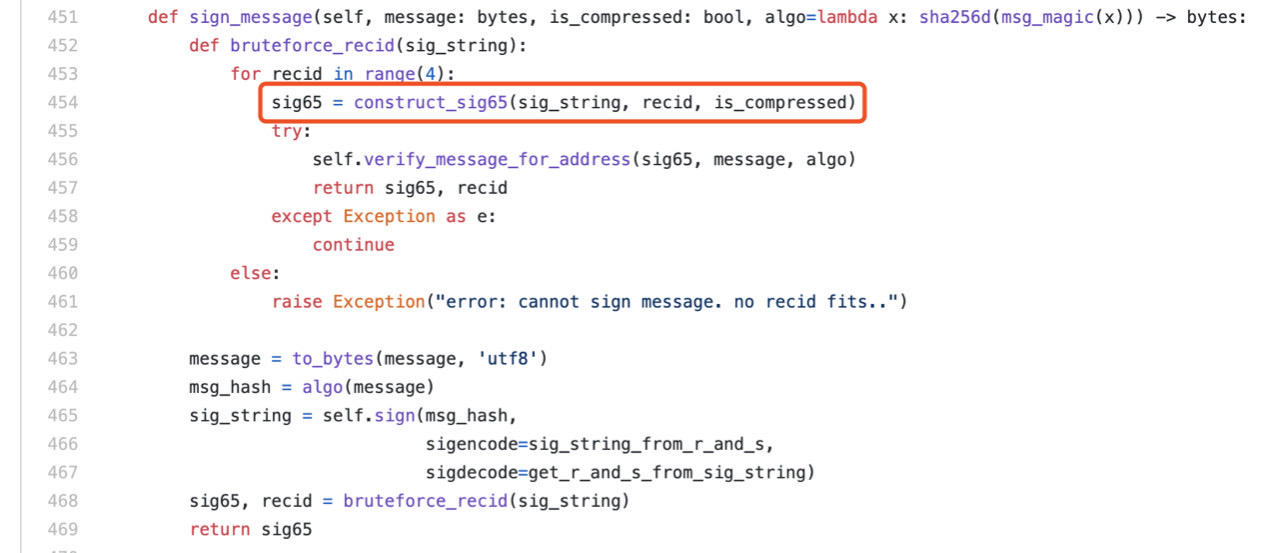 451 def sign_message(self, message: bytes, is_compressed: bool, algo=lambda x: sha256d(msg_magic(x))) -> bytes:
452     def bruteforce_recid(sig_string):
453         for recid in range(4):
454             sig65 = construct_sig65(sig_string, recid, is_compressed)
455             try:
456                 self.verify_message_for_address(sig65, message, algo)
457                 return sig65, recid
458             except Exception as e:
459                 continue
460         else:
461             raise Exception("error: cannot sign message. no recid fits..")
462
463     message = to_bytes(message, 'utf8')
464     msg_hash = algo(message)
465     sig_string = self.sign(msg_hash,
466                            sigencode=sig_string_from_r_and_s,
467                            sigdecode=get_r_and_s_from_sig_string)
468     sig65, recid = bruteforce_recid(sig_string)
469     return sig65